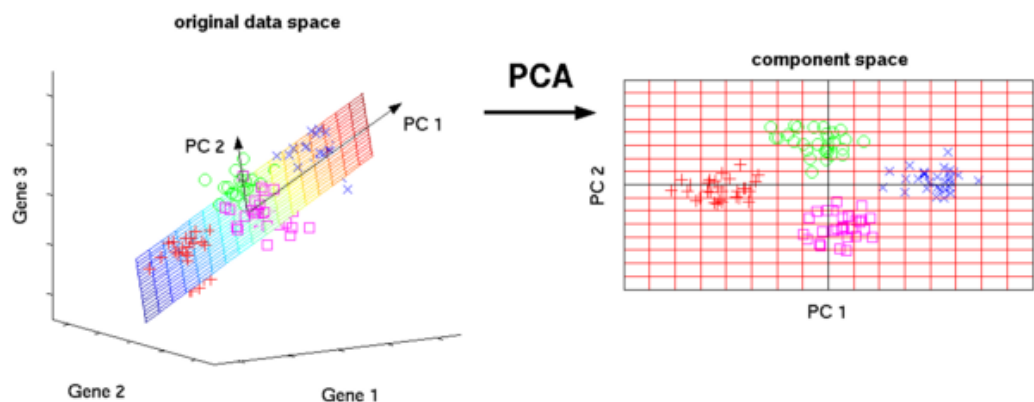 original data space
PCA
component space
PC 1
PC 2
Gene 3
Gene 2
Gene 1
PC 2
PC 1